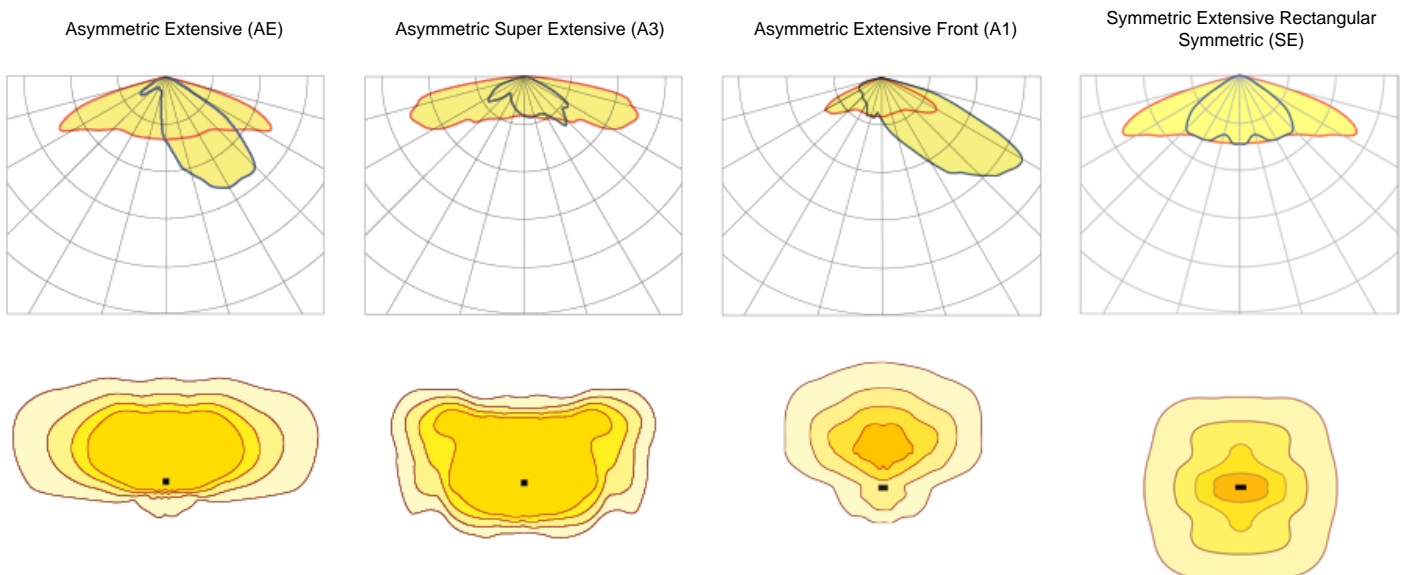 Asymmetric Extensive (AE)
Asymmetric Super Extensive (A3)
Asymmetric Extensive Front (A1)
Symmetric Extensive Rectangular
Symmetric (SE)